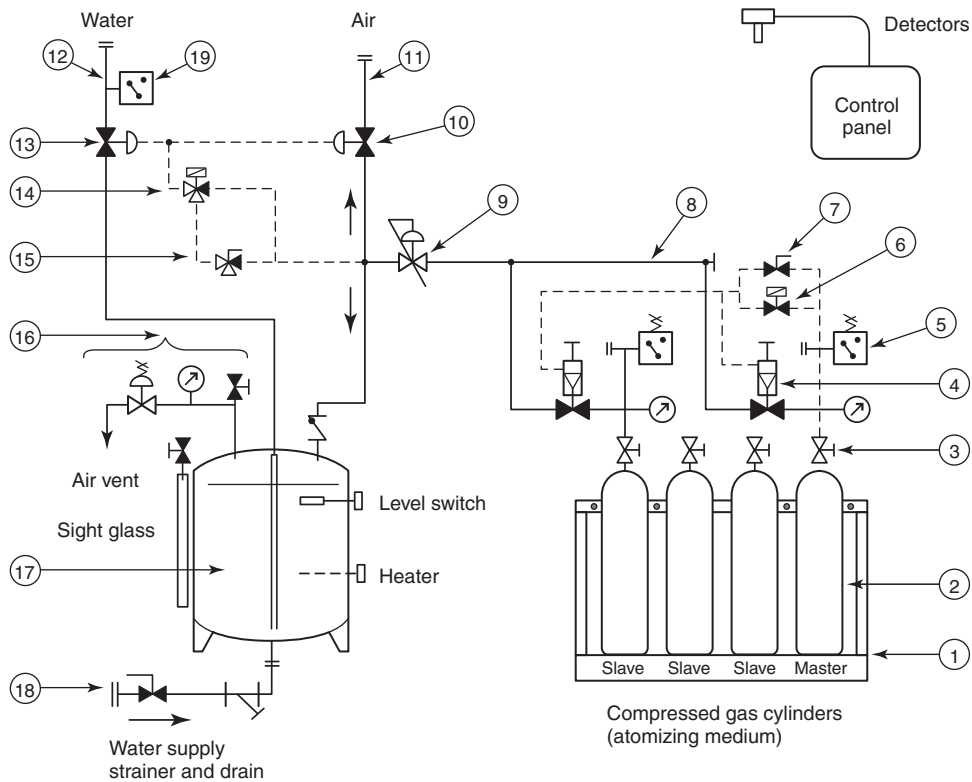 Water
Air
Detectors
Control
panel
12
19
11
13
10
14
9
8
7
6
15
16
5
4
Air vent
3
Sight glass
Level switch
17
Heater
2
1
Slave
Slave
Slave
Master
18
Compressed gas cylinders
(atomizing medium)
Water supply
strainer and drain